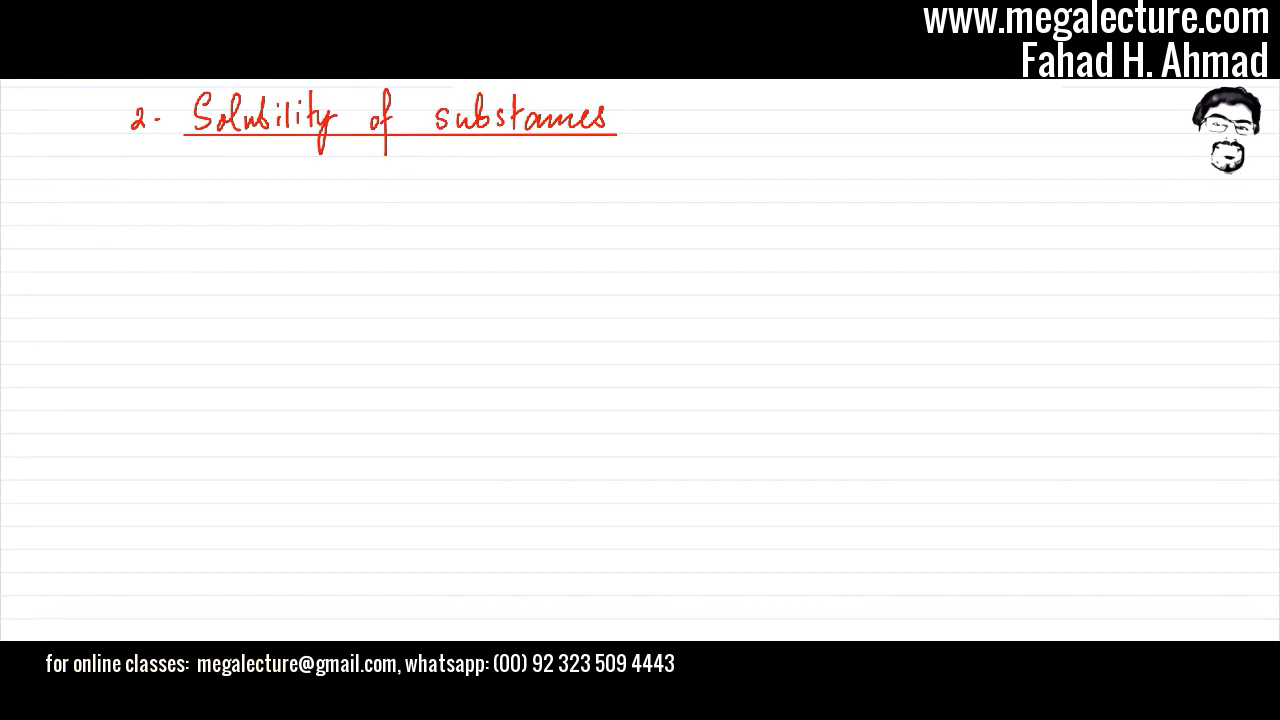 www.megalecture.com
Fahad H. Ahmad
2. Solubility of substances
for online classes: megalecture@gmail.com, whatsapp: (00) 92 323 509 4443